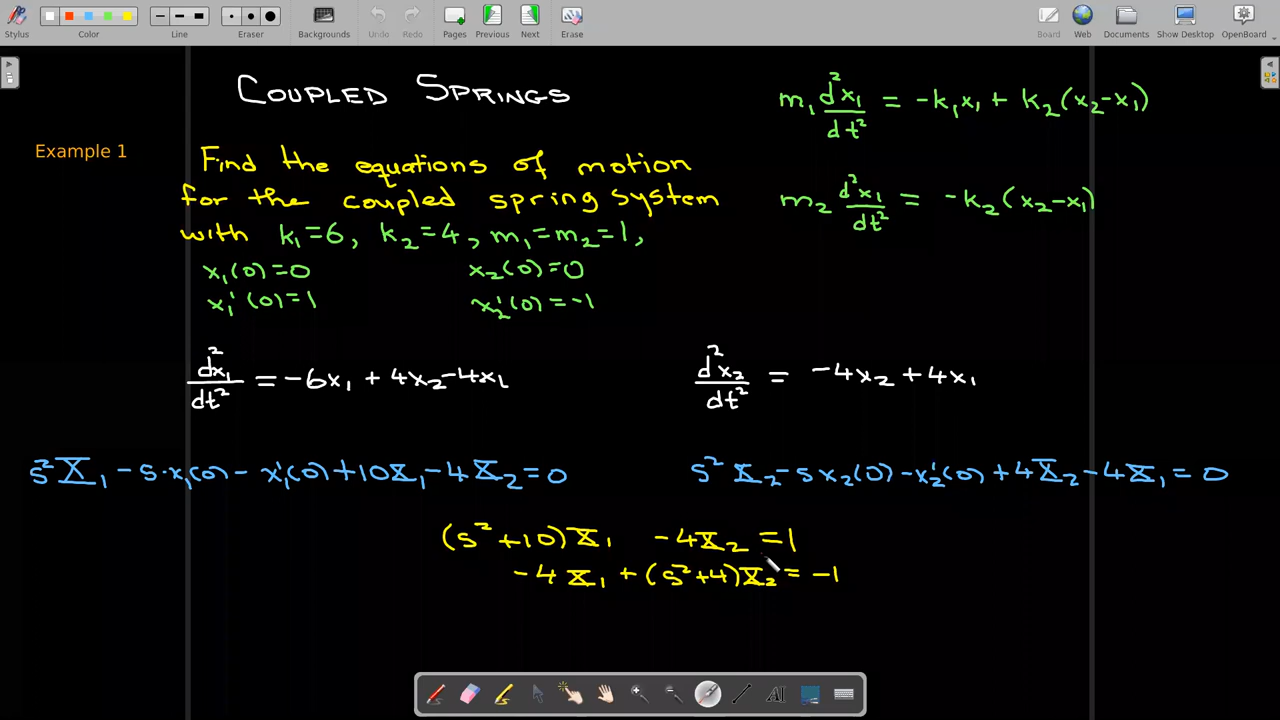 Stylus
Color
Line
Eraser
Backgrounds
Undo
Redo
Pages
Previous
Next
Erase
Board
Web
Documents
Show Desktop
OpenBoard
COUPLED SPRINGS
m₁ d²x₁/dt² = -k₁x₁ + k₂(x₂-x₁)
Example 1
Find the equations of motion
for the coupled spring system
with k₁=6, k₂=4, m₁=m₂=1,
m₂ d²x₁/dt² = -k₂(x₂-x₁)
x₁(0)=0 x₂(0)=0
x₁'(0)=1 x₂'(0)=-1
d²x₁/dt² = -6x₁ + 4x₂-4x₁
d²x₂/dt² = -4x₂ + 4x₁
s²X₁ - s·x₁(0) - x₁'(0) + 10X₁ - 4X₂ = 0
s²X₂ - sx₂(0) - x₂'(0) + 4X₂ - 4X₁ = 0
(s²+10)X₁ -4X₂ = 1
-4X₁ + (s²+4)X₂ = -1
AI